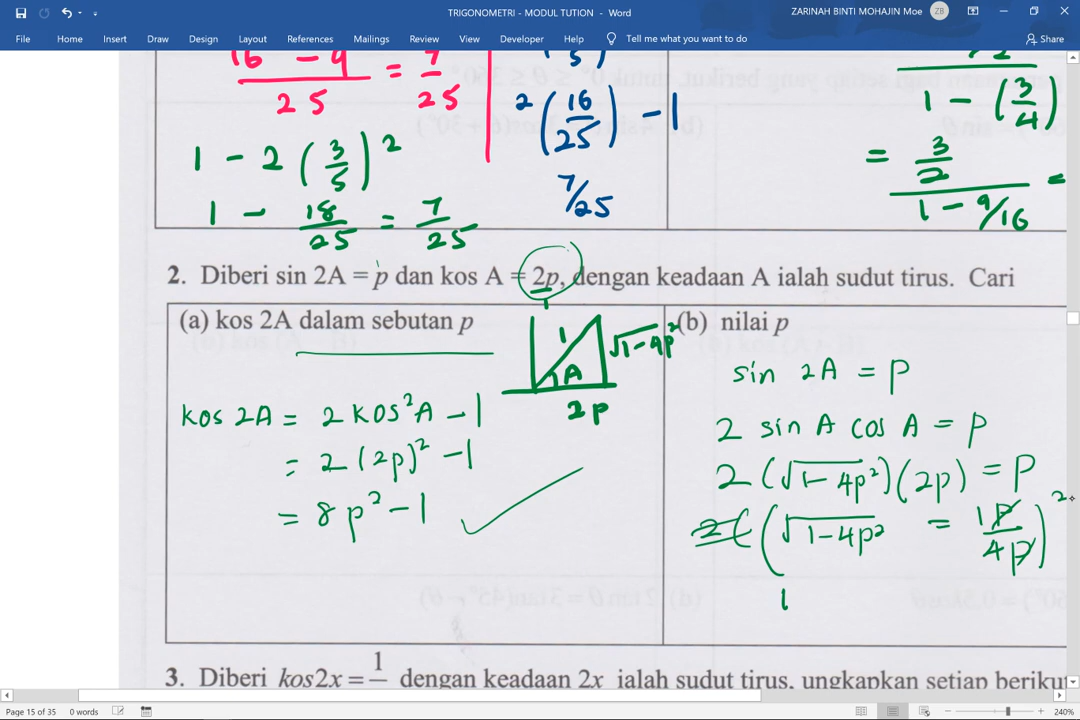 TRIGONOMETRI - MODUL TUTION - Word
ZARINAH BINTI MOHAJIN Moe ZB
File Home Insert Draw Design Layout References Mailings Review View Developer Help Tell me what you want to do Share
= 7/25
25
1 - 2 (3/5)²
1 - 18/25 = 7/25
2 (16/25) - 1
7/25
1 - (3/4)
= 3/2 =
1 - 9/16
2. Diberi sin 2A = p dan kos A = 2p, dengan keadaan A ialah sudut tirus. Cari
1
(a) kos 2A dalam sebutan p
1
√1-4p²
A
2p
kos 2A = 2 kos²A - 1
= 2 (2p)² - 1
= 8p² - 1
(b) nilai p
sin 2A = p
2 sin A cos A = p
2 (√1-4p²)(2p) = p
(√1-4p² = 1p/4p)²
1
3. Diberi kos2x = 1 dengan keadaan 2x ialah sudut tirus, ungkapkan setiap beriku
Page 15 of 35 0 words 240%